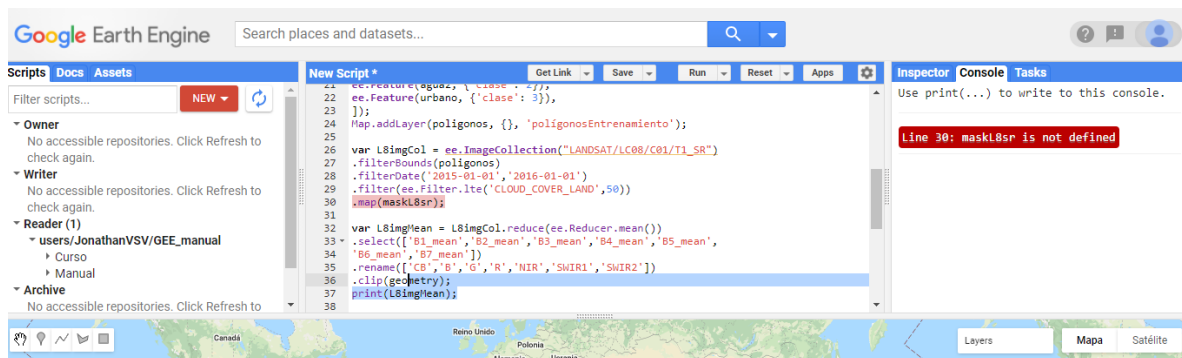 Google Earth Engine
Search places and datasets...
Scripts Docs Assets
Filter scripts...
NEW
Owner
No accessible repositories. Click Refresh to
check again.
Writer
No accessible repositories. Click Refresh to
check again.
Reader (1)
users/JonathanVSV/GEE_manual
Curso
Manual
Archive
No accessible repositories. Click Refresh to
New Script *
Get Link
Save
Run
Reset
Apps
21 ee.Feature(agua2, {'clase': 2}),
22 ee.Feature(urbano, {'clase': 3}),
23 ]);
24 Map.addLayer(poligonos, {}, 'polígonosEntrenamiento');
25
26 var L8imgCol = ee.ImageCollection("LANDSAT/LC08/C01/T1_SR")
27 .filterBounds(poligonos)
28 .filterDate('2015-01-01','2016-01-01')
29 .filter(ee.Filter.lte('CLOUD_COVER_LAND',50))
30 .map(maskL8sr);
31
32 var L8imgMean = L8imgCol.reduce(ee.Reducer.mean())
33 .select(['B1_mean','B2_mean','B3_mean','B4_mean','B5_mean',
34 'B6_mean','B7_mean'])
35 .rename(['CB','B','G','R','NIR','SWIR1','SWIR2'])
36 .clip(geometry);
37 print(L8imgMean);
38
Inspector Console Tasks
Use print(...) to write to this console.
Line 30: maskL8sr is not defined
Canadá
Reino Unido
Polonia
Layers
Mapa
Satélite